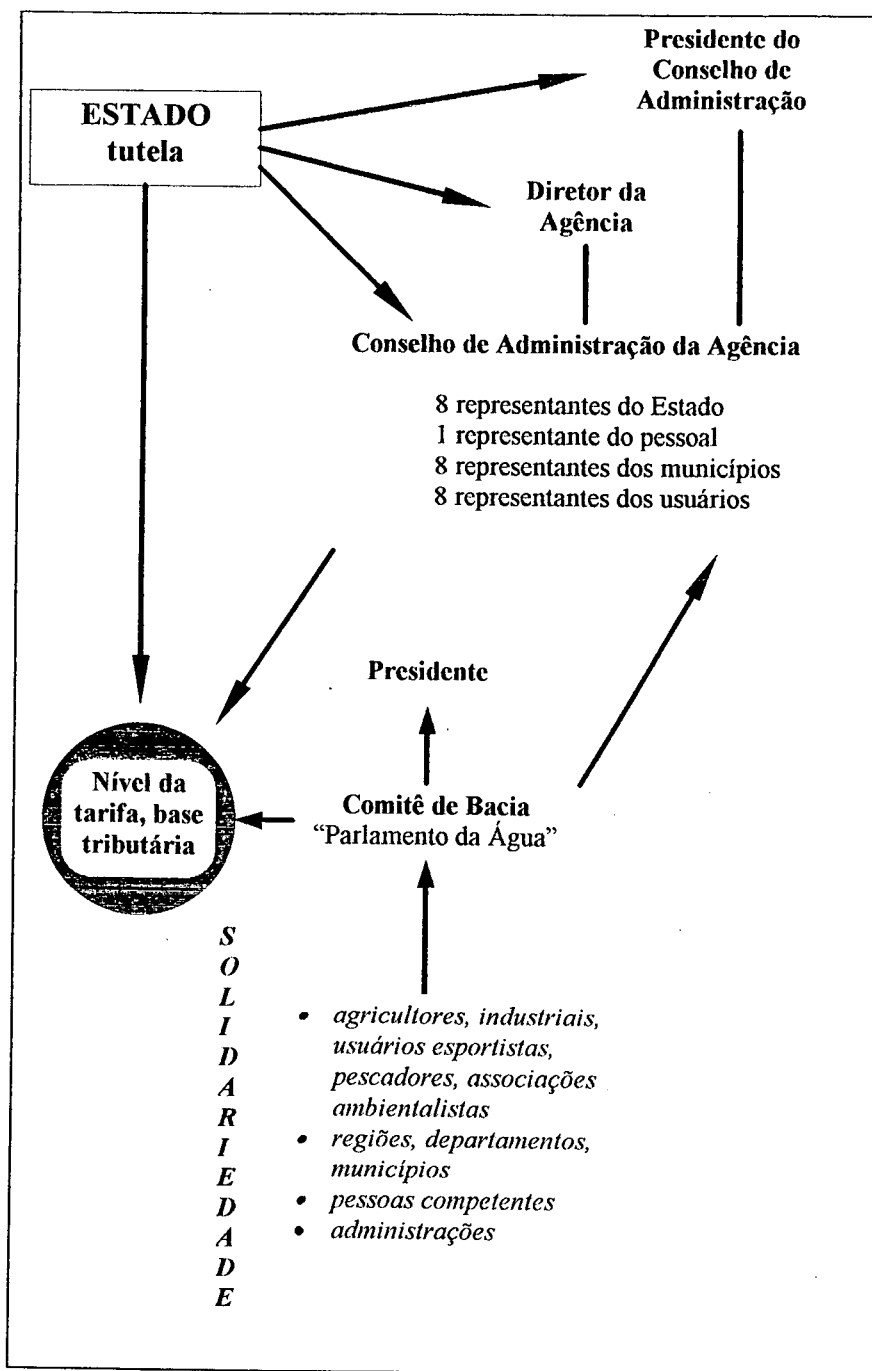 Presidente do
Conselho de
Administração
ESTADO
tutela
Diretor da
Agência
Conselho de Administração da Agência
8 representantes do Estado
1 representante do pessoal
8 representantes dos municípios
8 representantes dos usuários
Presidente
Nível da
tarifa, base
tributária
Comitê de Bacia
“Parlamento da Água”
S
O
L
I
D
A
R
I
E
D
A
D
E
• agricultores, industriais,
usuários esportistas,
pescadores, associações
ambientalistas
• regiões, departamentos,
municípios
• pessoas competentes
• administrações